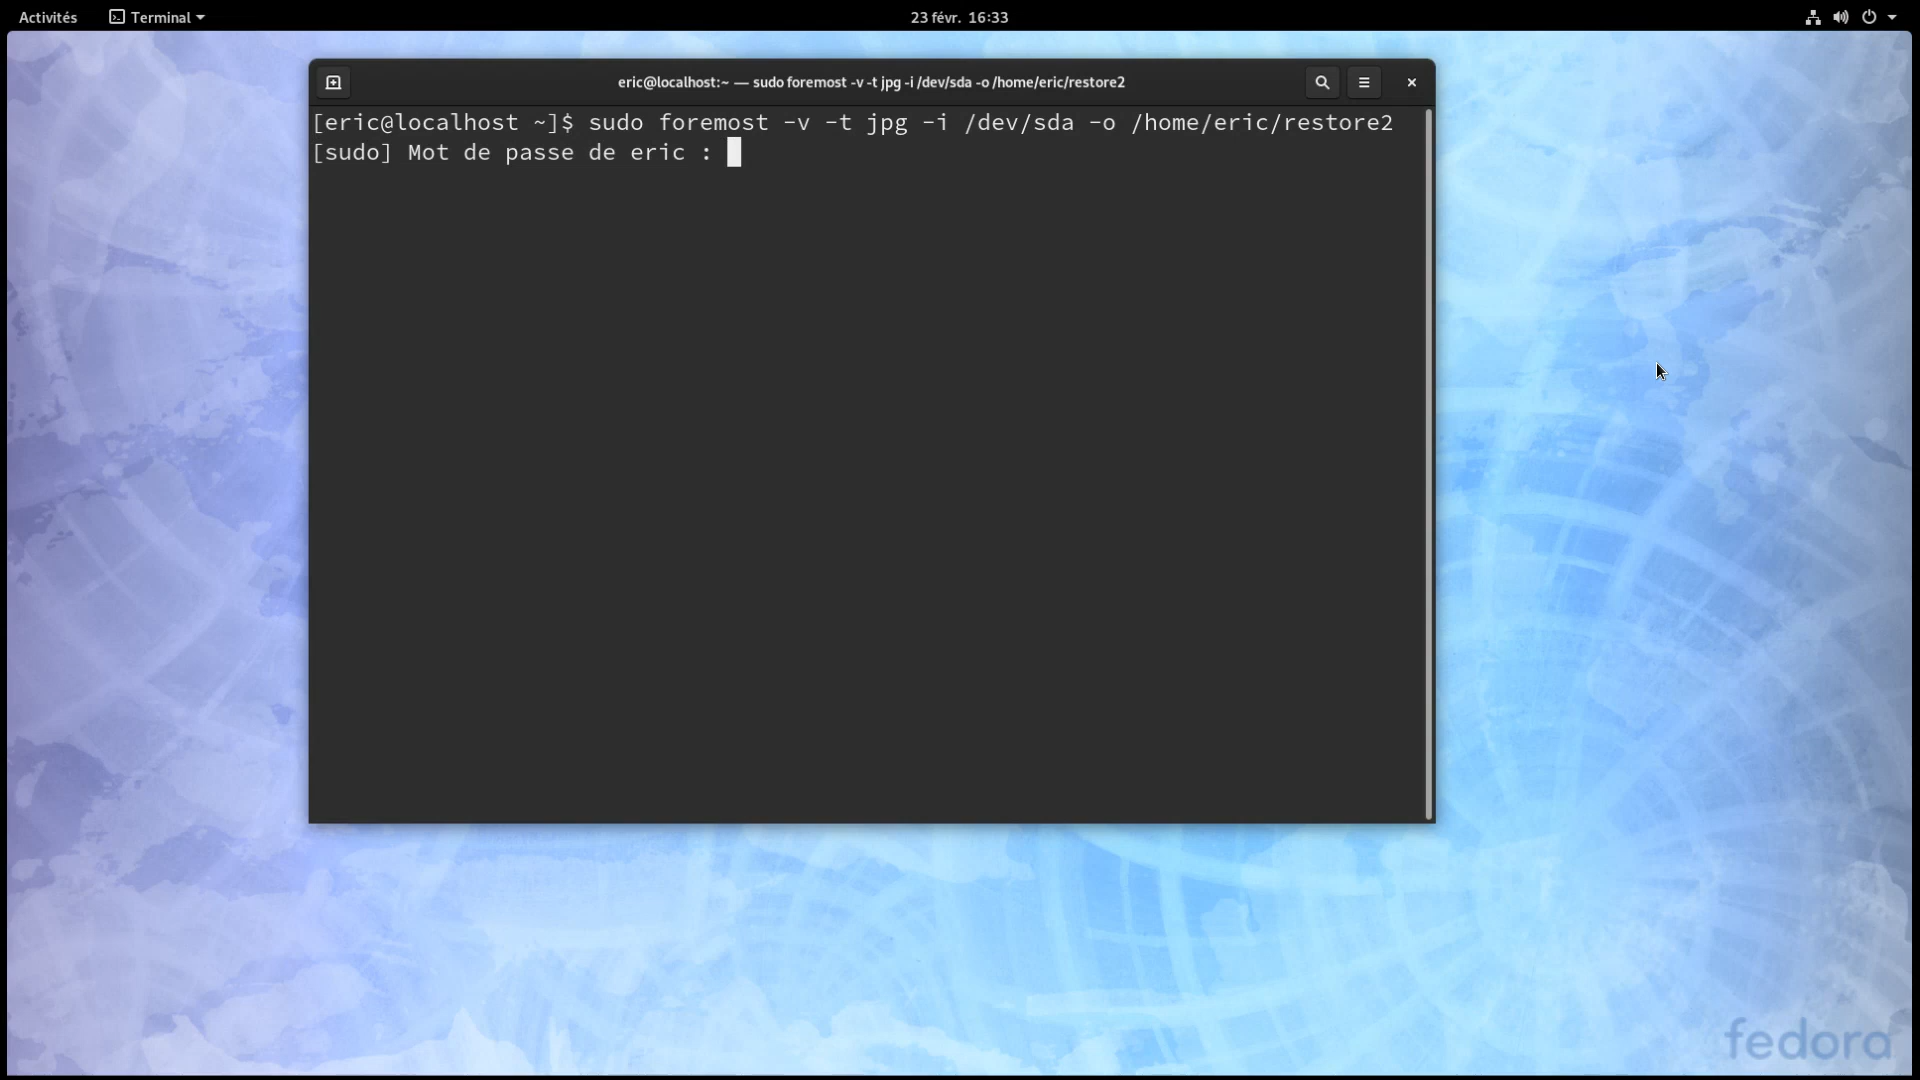 Activités Terminal 23 févr. 16:33
eric@localhost:~ — sudo foremost -v -t jpg -i /dev/sda -o /home/eric/restore2
[eric@localhost ~]$ sudo foremost -v -t jpg -i /dev/sda -o /home/eric/restore2
[sudo] Mot de passe de eric :
fedora